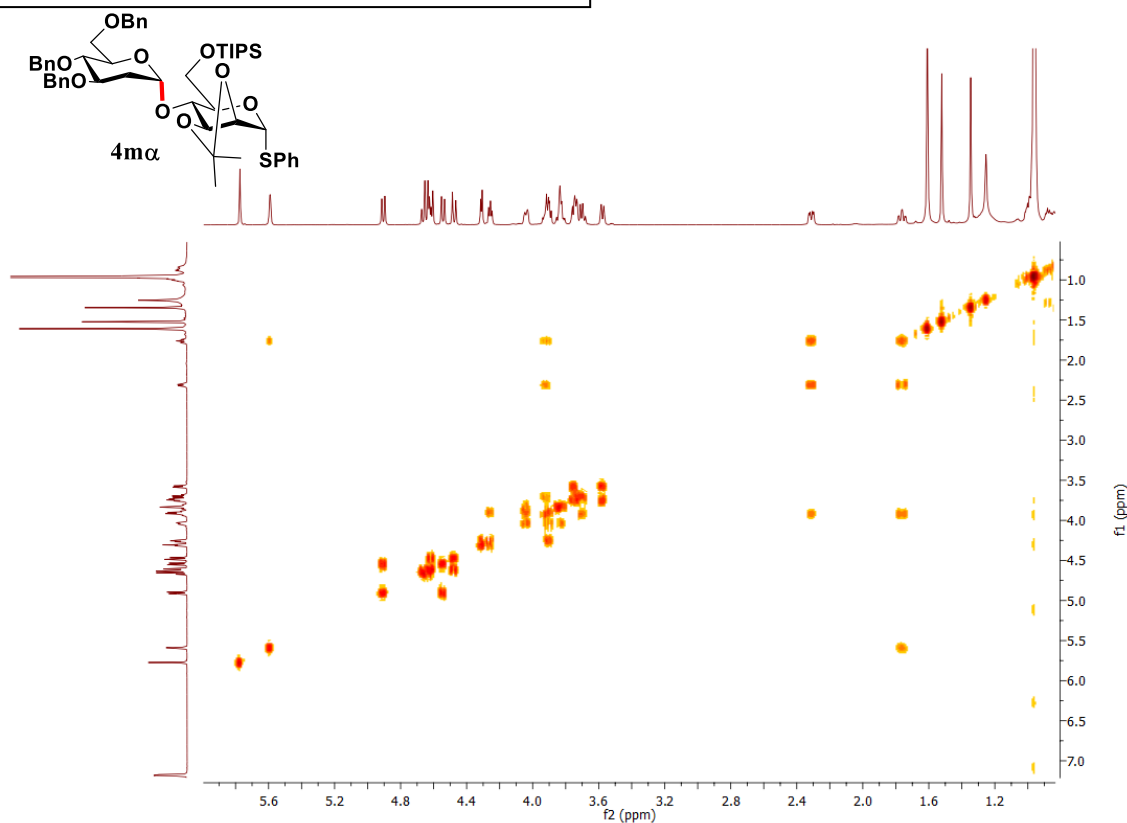 OBn
OTIPS
O
O
BnO
BnO
O
O
O
SPh
4mα
1.0
1.5
2.0
2.5
3.0
3.5
4.0
4.5
5.0
5.5
6.0
6.5
7.0
f1 (ppm)
5.6 5.2 4.8 4.4 4.0 3.6 3.2 2.8 2.4 2.0 1.6 1.2
f2 (ppm)